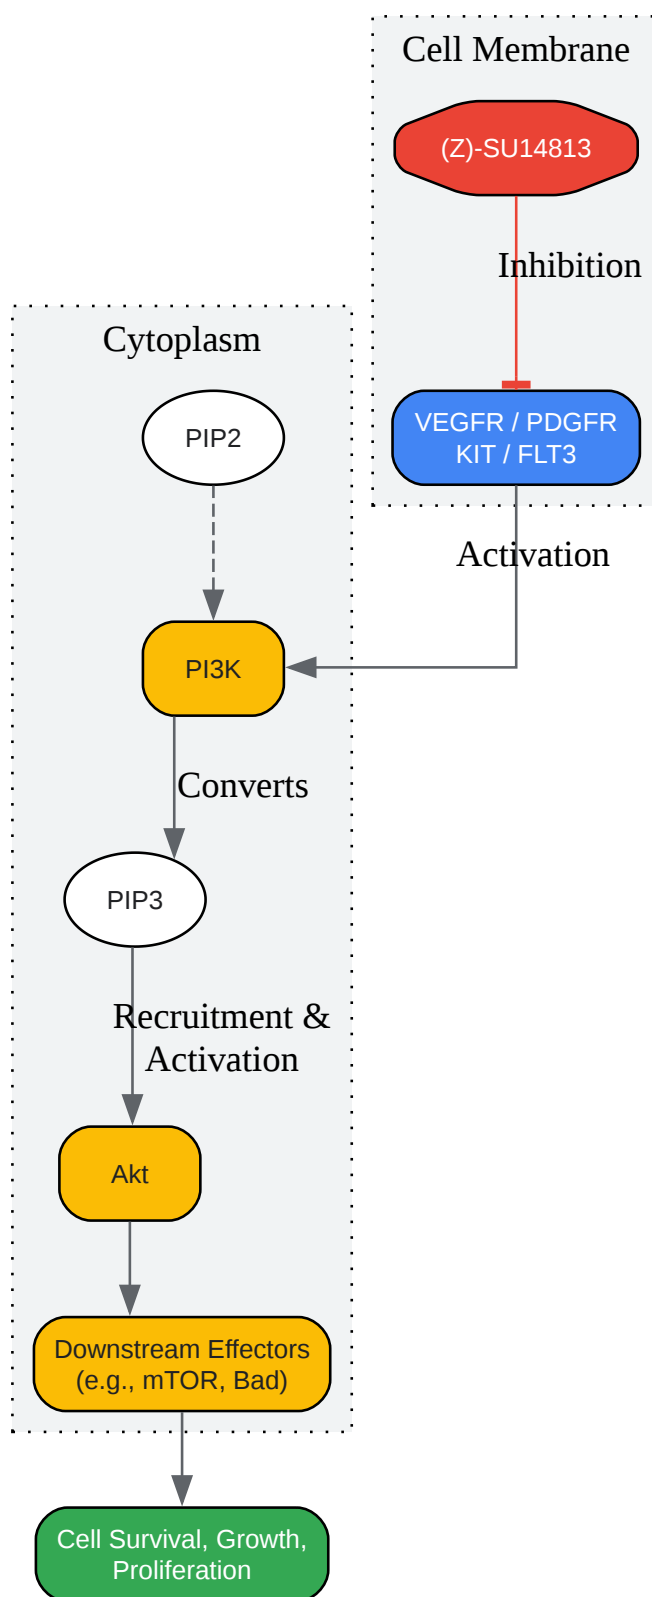 Cell Membrane
(Z)-SU14813
Inhibition
Cytoplasm
PIP2
VEGFR / PDGFR
KIT / FLT3
Activation
PI3K
Converts
PIP3
Recruitment &
Activation
Akt
Downstream Effectors
(e.g., mTOR, Bad)
Cell Survival, Growth,
Proliferation